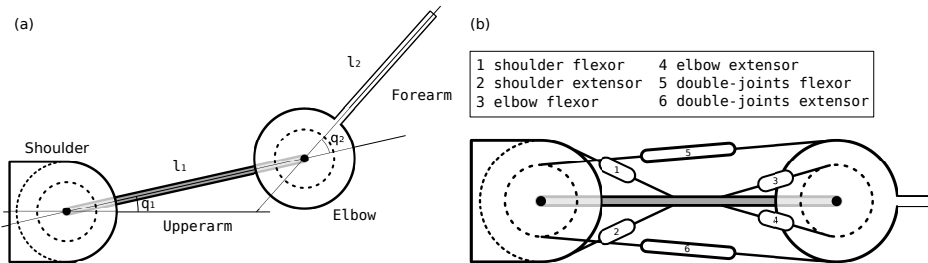 (a)
l₂
Forearm
Shoulder
l₁
q₂
q₁
Upperarm
Elbow
(b)
1 shoulder flexor 4 elbow extensor
2 shoulder extensor 5 double-joints flexor
3 elbow flexor 6 double-joints extensor
5
1
3
2
4
6